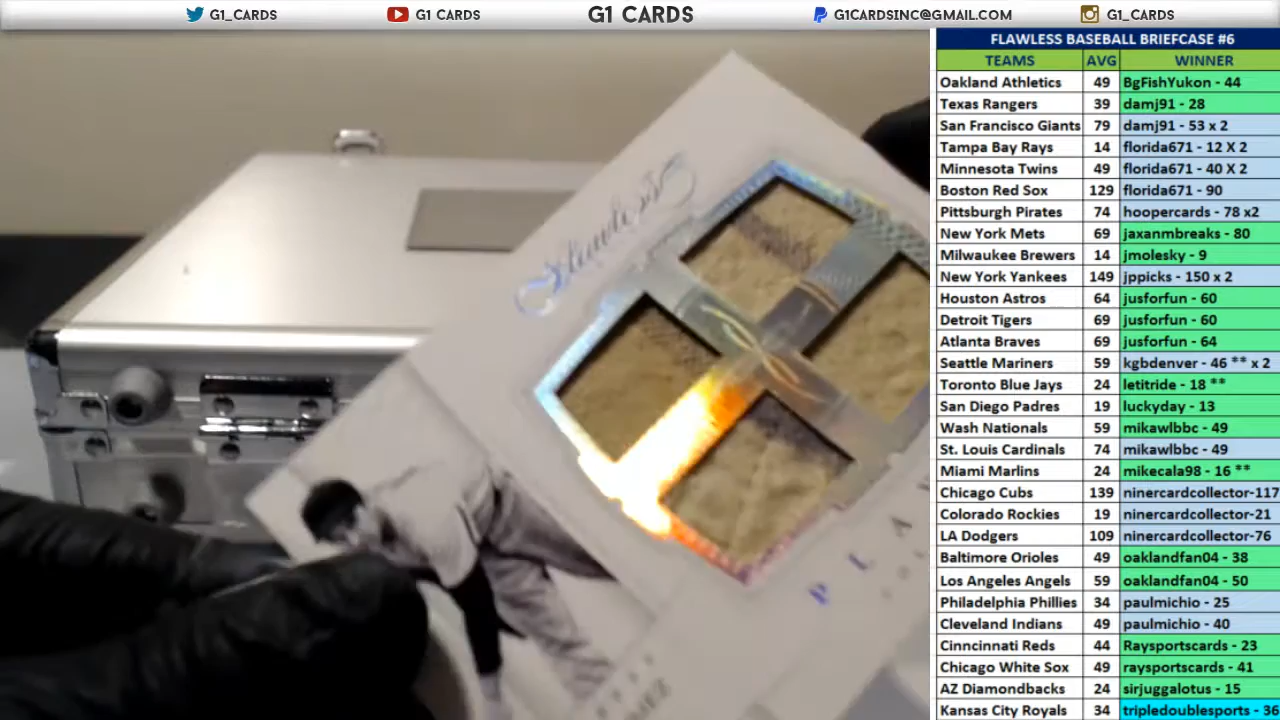 G1_CARDS G1 CARDS G1 CARDS G1CARDSINC@GMAIL.COM G1_CARDS
FLAWLESS BASEBALL BRIEFCASE #6
TEAMS AVG WINNER
Oakland Athletics 49 BgFishYukon - 44
Texas Rangers 39 damj91 - 28
San Francisco Giants 79 damj91 - 53 x 2
Tampa Bay Rays 14 florida671 - 12 X 2
Minnesota Twins 49 florida671 - 40 X 2
Boston Red Sox 129 florida671 - 90
Pittsburgh Pirates 74 hoopercards - 78 x2
New York Mets 69 jaxanmbreaks - 80
Milwaukee Brewers 14 jmolesky - 9
New York Yankees 149 jppicks - 150 x 2
Houston Astros 64 jusforfun - 60
Detroit Tigers 69 jusforfun - 60
Atlanta Braves 69 jusforfun - 64
Seattle Mariners 59 kgbdenver - 46 ** x 2
Toronto Blue Jays 24 letitride - 18 **
San Diego Padres 19 luckyday - 13
Wash Nationals 59 mikawlbbc - 49
St. Louis Cardinals 74 mikawlbbc - 49
Miami Marlins 24 mikecala98 - 16 **
Chicago Cubs 139 ninercardcollector-117
Colorado Rockies 19 ninercardcollector-21
LA Dodgers 109 ninercardcollector-76
Baltimore Orioles 49 oaklandfan04 - 38
Los Angeles Angels 59 oaklandfan04 - 50
Philadelphia Phillies 34 paulmichio - 25
Cleveland Indians 49 paulmichio - 40
Cinncinnati Reds 44 Raysportscards - 23
Chicago White Sox 49 raysportscards - 41
AZ Diamondbacks 24 sirjuggalotus - 15
Kansas City Royals 34 tripledoublesports - 36
Flawless